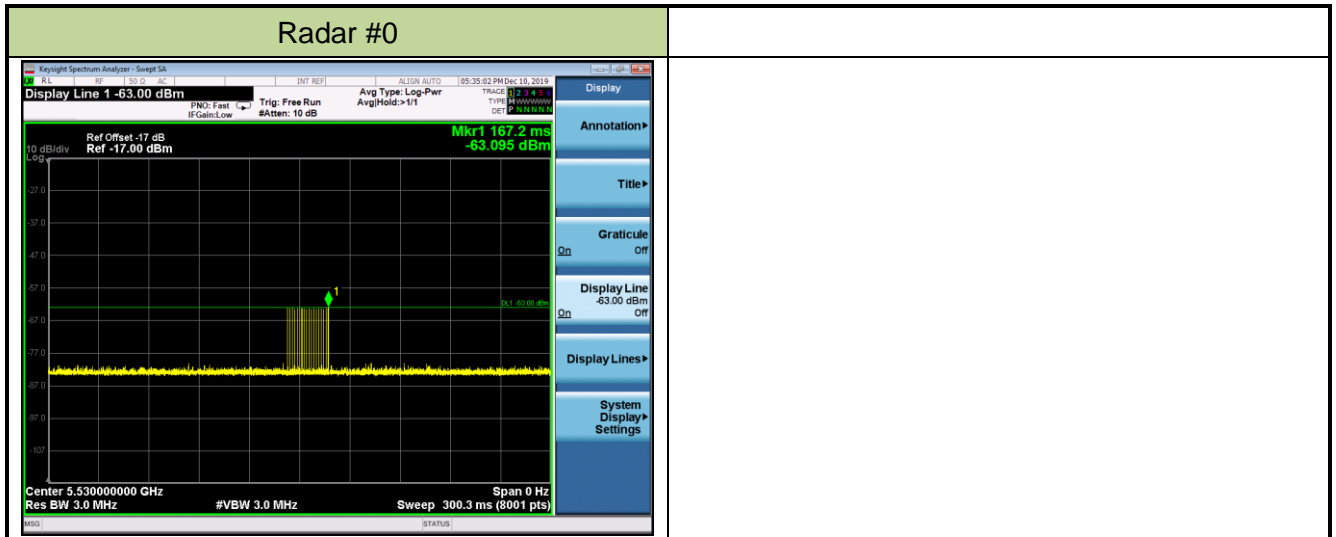 Radar #0
Keysight Spectrum Analyzer - Swept SA
RL RF 50 Ω AC INT REF ALIGN AUTO 05:35:02 PM Dec 10, 2019
Display Line 1 -63.00 dBm
PNO: Fast
IFGain:Low
Trig: Free Run
#Atten: 10 dB
Avg Type: Log-Pwr
Avg|Hold:>1/1
TRACE 1 2 3 4 5 6
TYPE M WWWWW
DET P N N N N N
Display
Annotation
Title
Graticule
On Off
Display Line
-63.00 dBm
On Off
Display Lines
System
Display
Settings
Mkr1 167.2 ms
-63.095 dBm
Ref Offset -17 dB
10 dB/div Ref -17.00 dBm
Log
-27.0
-37.0
-47.0
-57.0
1
DL1 -63.00 dBm
-67.0
-77.0
-87.0
-97.0
-107
Center 5.530000000 GHz Span 0 Hz
Res BW 3.0 MHz #VBW 3.0 MHz Sweep 300.3 ms (8001 pts)
MSG STATUS